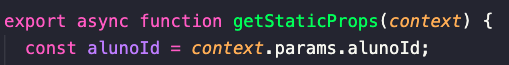 export async function getStaticProps(context) {
const alunoId = context.params.alunoId;